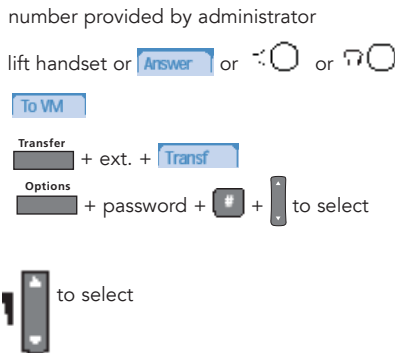 number provided by administrator
lift handset or Answer or or
To VM
Transfer
+ ext. + Transf
Options
+ password + # + to select
to select